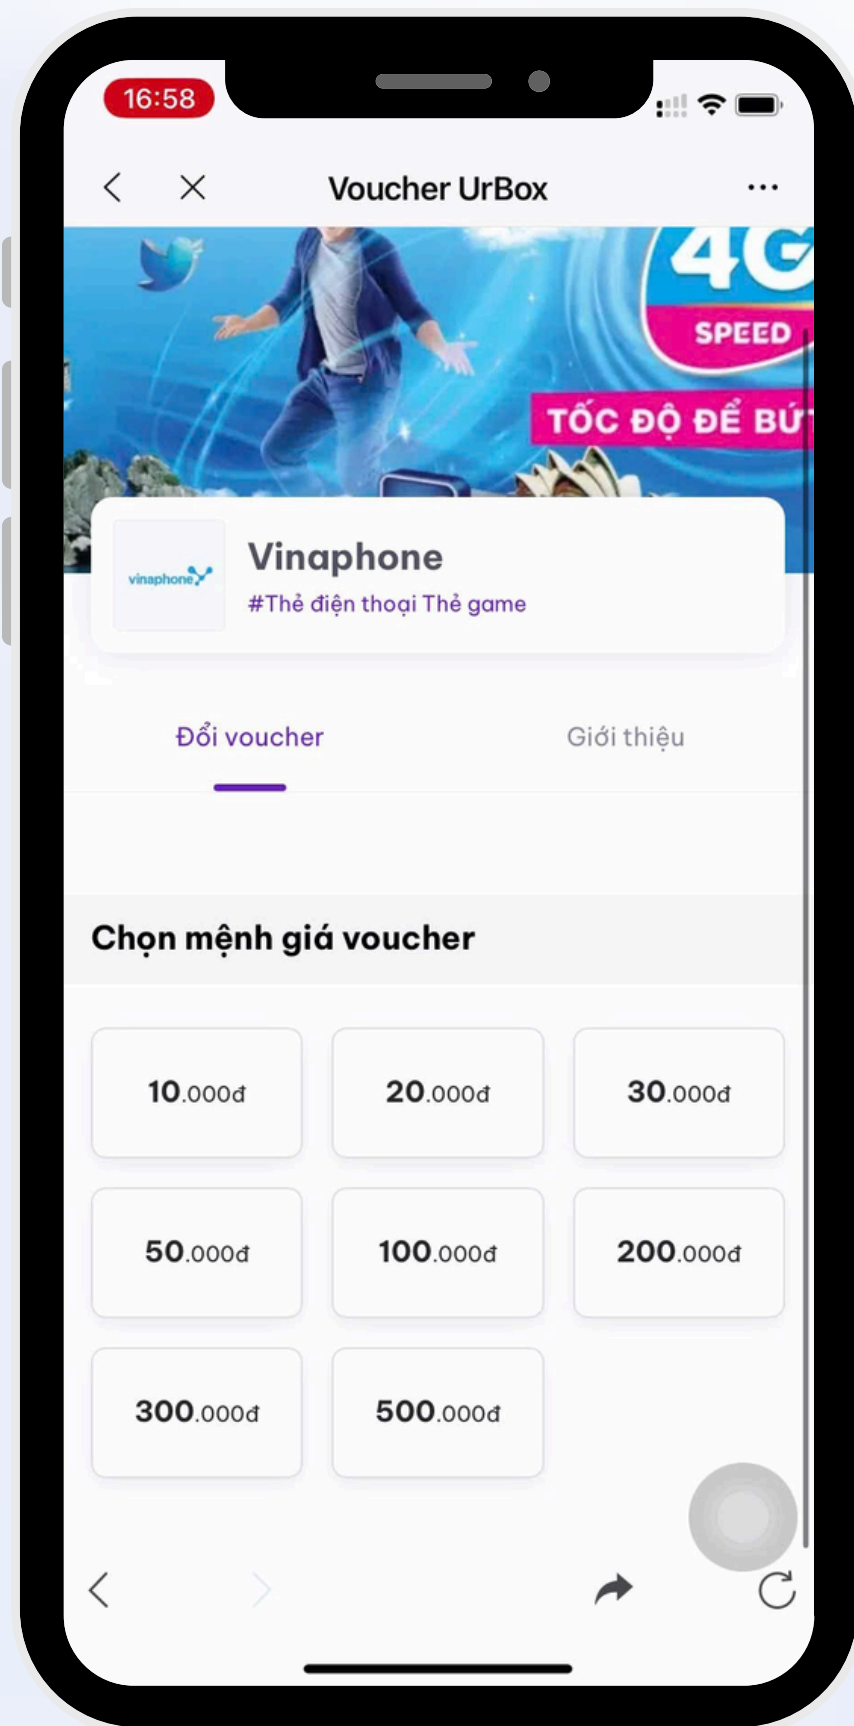 16:58
Voucher UrBox
4G
SPEED
TỐC ĐỘ ĐỂ
vinaphone
Vinaphone
#Thẻ điện thoại Thẻ game
Đổi voucher
Giới thiệu
Chọn mệnh giá voucher
10.000đ
20.000đ
30.000đ
50.000đ
100.000đ
200.000đ
300.000đ
500.000đ